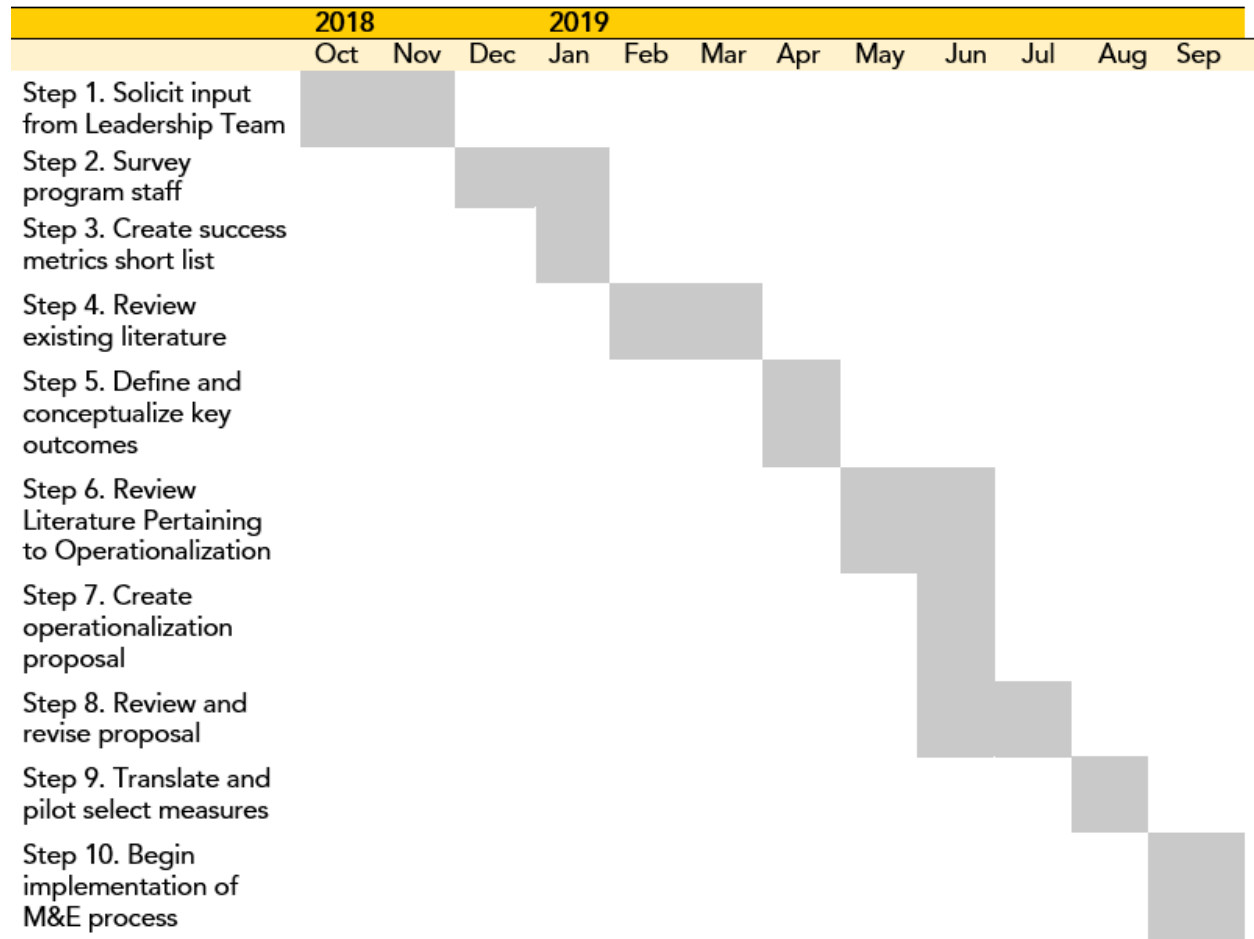 2018 2019
Oct Nov Dec Jan Feb Mar Apr May Jun Jul Aug Sep
Step 1. Solicit input
from Leadership Team
Step 2. Survey
program staff
Step 3. Create success
metrics short list
Step 4. Review
existing literature
Step 5. Define and
conceptualize key
outcomes
Step 6. Review
Literature Pertaining
to Operationalization
Step 7. Create
operationalization
proposal
Step 8. Review and
revise proposal
Step 9. Translate and
pilot select measures
Step 10. Begin
implementation of
M&E process